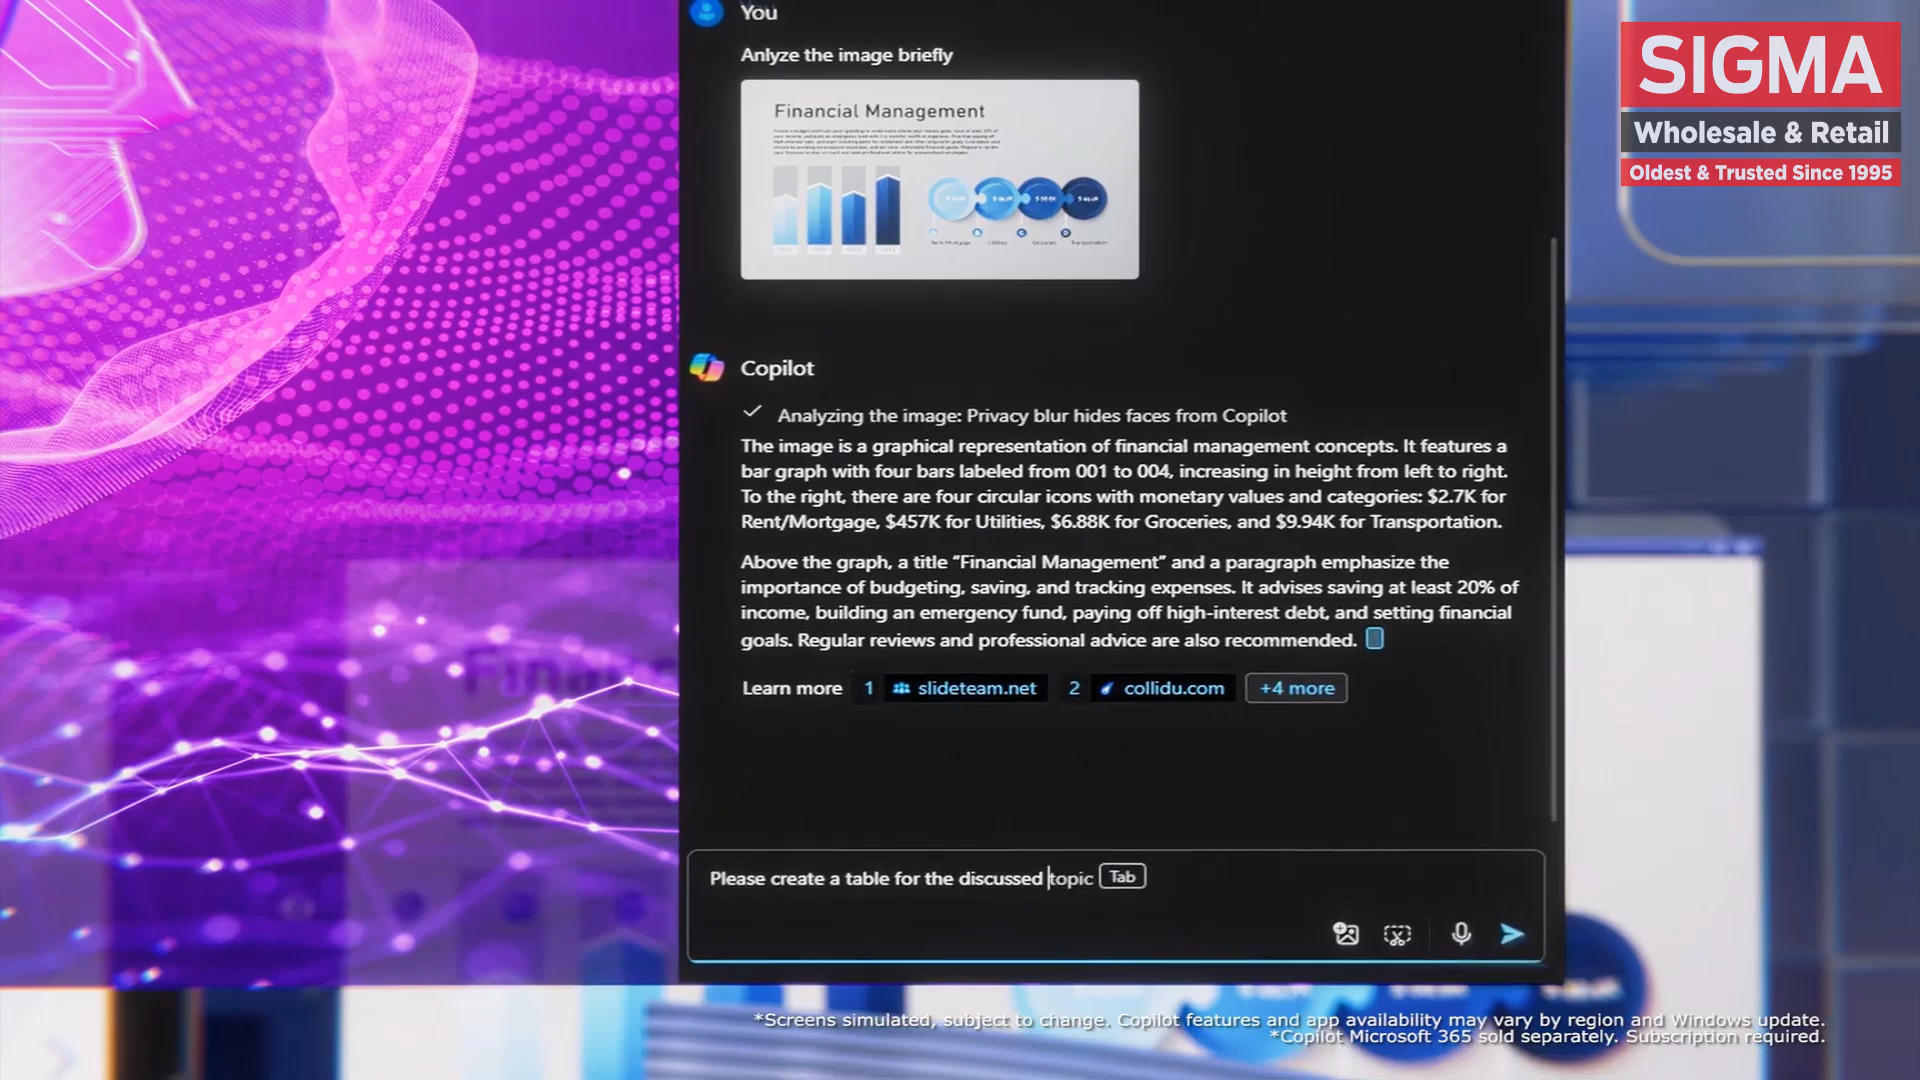 You
SIGMA
Wholesale & Retail
Oldest & Trusted Since 1995
Anlyze the image briefly
Financial Management
Copilot
Analyzing the image: Privacy blur hides faces from Copilot
The image is a graphical representation of financial management concepts. It features a
bar graph with four bars labeled from 001 to 004, increasing in height from left to right.
To the right, there are four circular icons with monetary values and categories: $2.7K for
Rent/Mortgage, $457K for Utilities, $6.88K for Groceries, and $9.94K for Transportation.
Above the graph, a title “Financial Management” and a paragraph emphasize the
importance of budgeting, saving, and tracking expenses. It advises saving at least 20% of
income, building an emergency fund, paying off high-interest debt, and setting financial
goals. Regular reviews and professional advice are also recommended.
Learn more 1 slideteam.net 2 collidu.com +4 more
Please create a table for the discussed topic Tab
*Screens simulated, subject to change. Copilot features and app availability may vary by region and Windows update.
*Copilot Microsoft 365 sold separately. Subscription required.